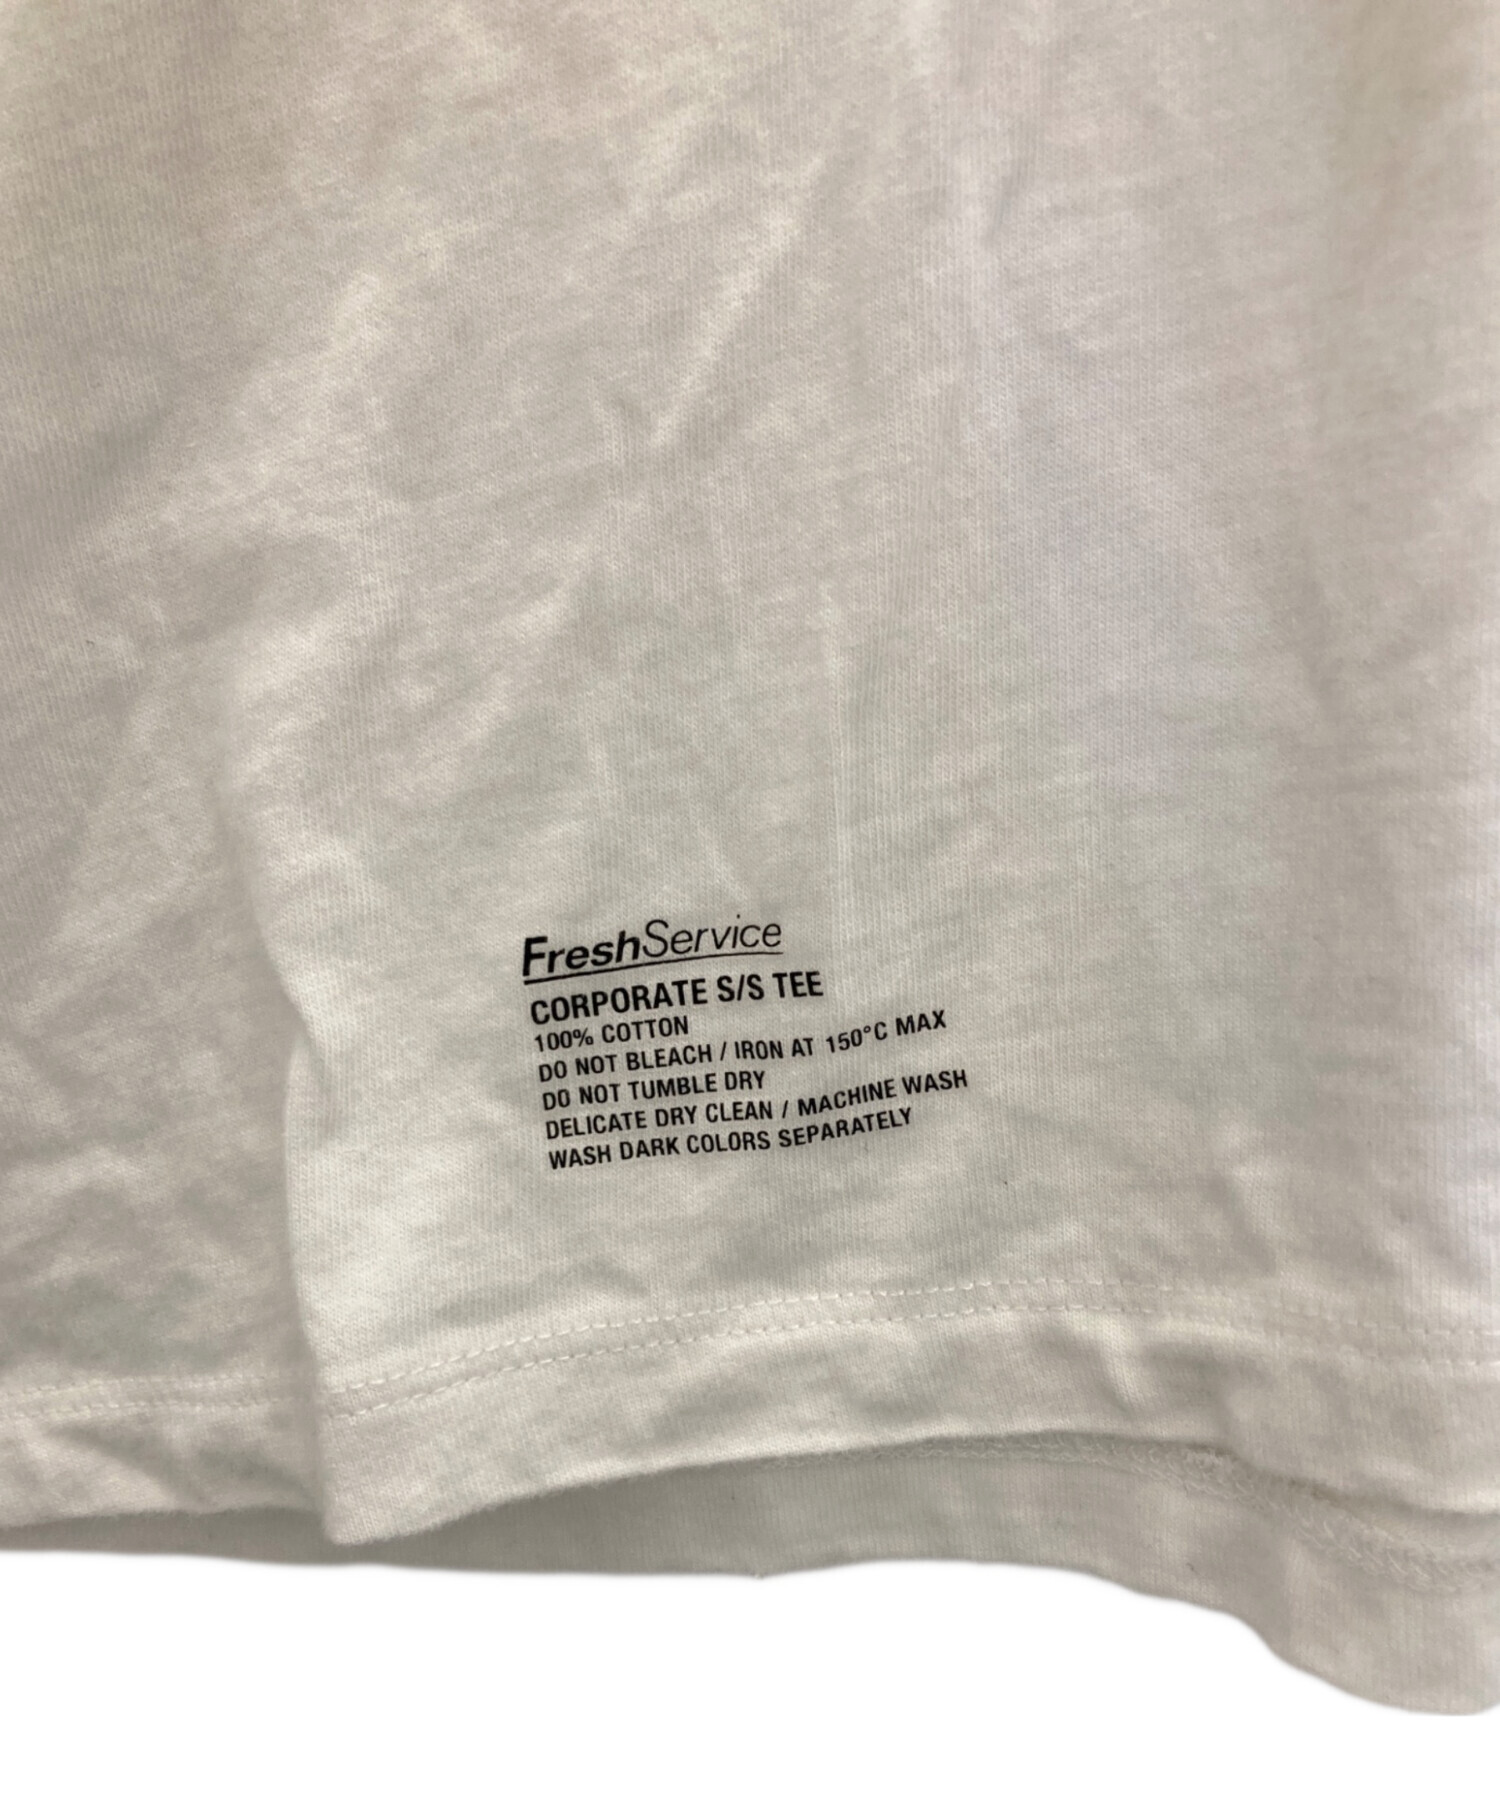 FreshService
CORPORATE S/S TEE
100% COTTON
DO NOT BLEACH / IRON AT 150°C MAX
DO NOT TUMBLE DRY
DELICATE DRY CLEAN / MACHINE WASH
WASH DARK COLORS SEPARATELY